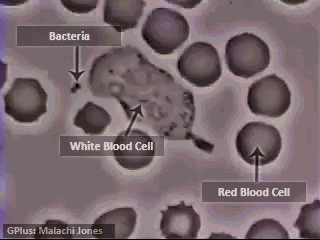 Bacteria
White Blood Cell
Red Blood Cell
GPlus: Malachi Jones